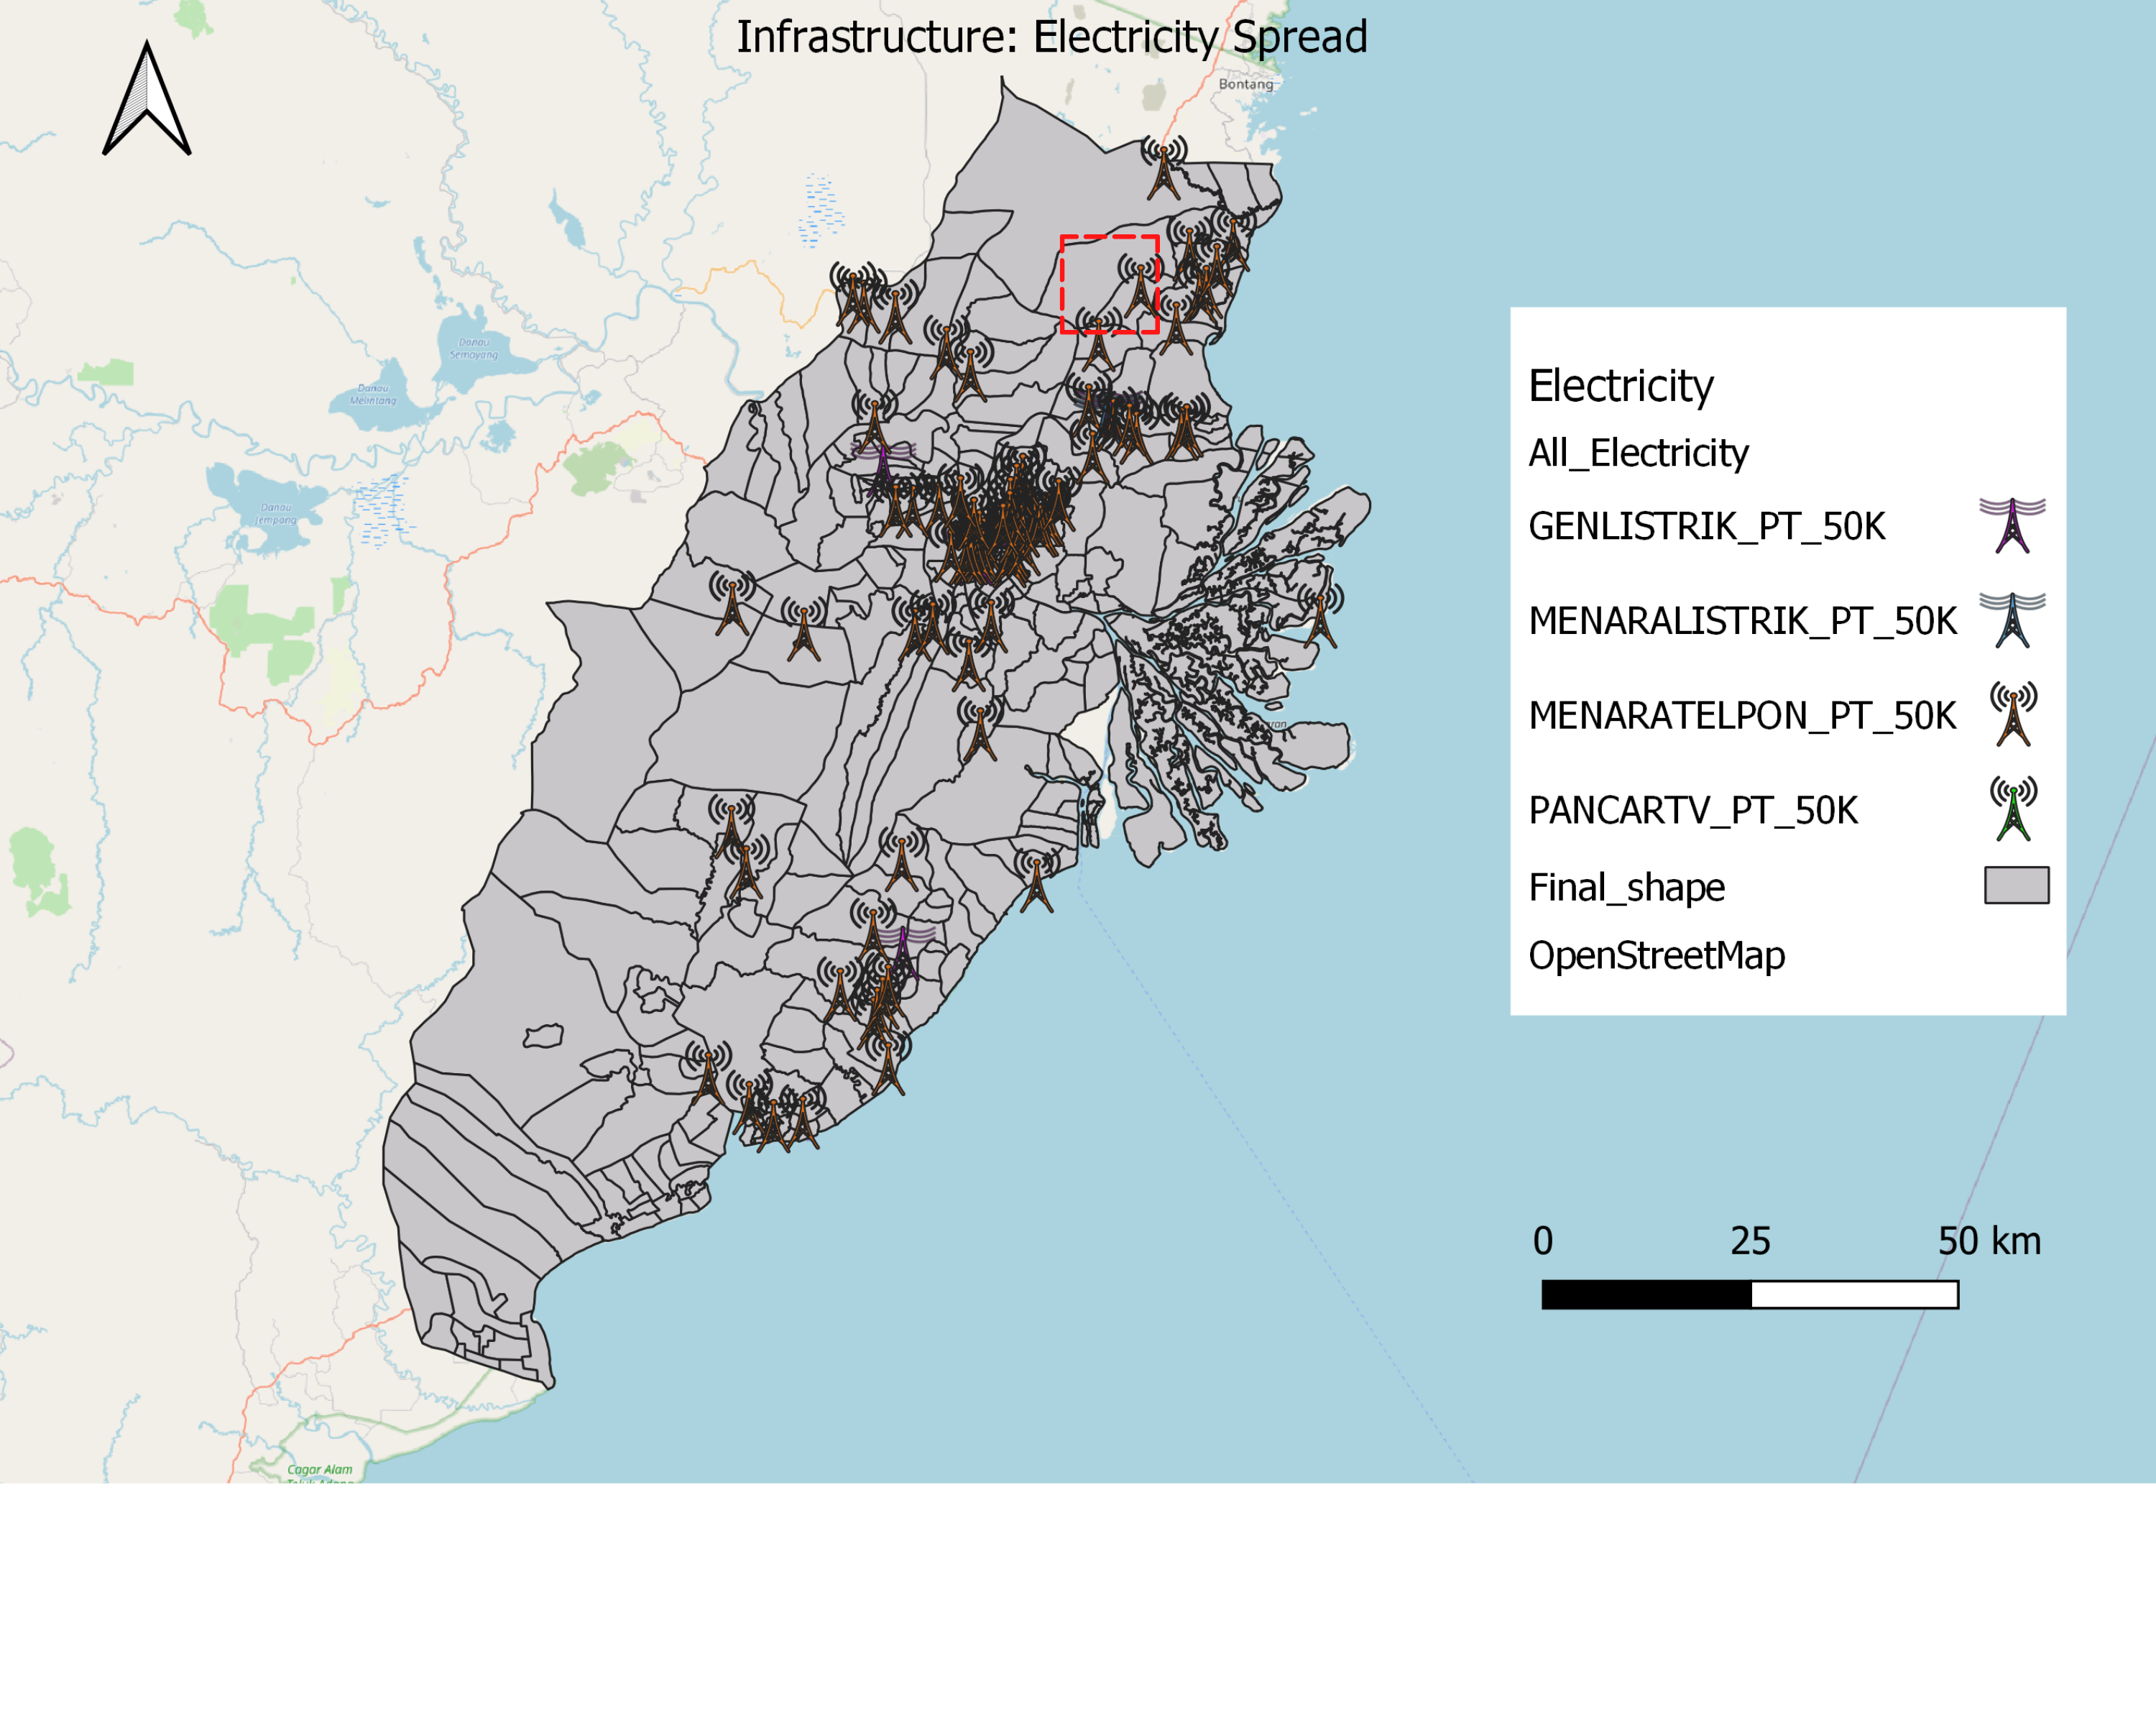 Infrastructure: Electricity Spread
Bontang
Danau
Semayang
Danau
Melintang
Danau
Jempang
Electricity
All_Electricity
GENLISTRIK_PT_50K
MENARALISTRIK_PT_50K
MENARATELPON_PT_50K
PANCARTV_PT_50K
Final_shape
OpenStreetMap
0 25 50 km
Cagar Alam